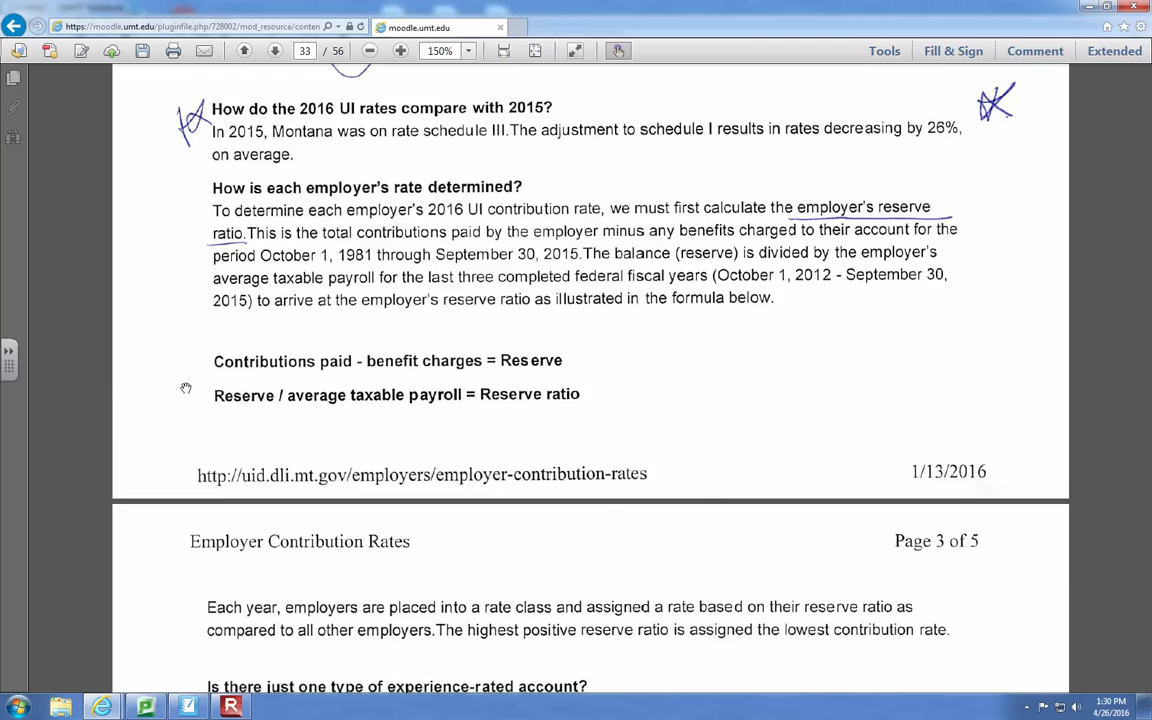 https://moodle.umt.edu/pluginfile.php/728002/mod_resource/conten
moodle.umt.edu
33 / 56
150%
Tools
Fill & Sign
Comment
Extended
How do the 2016 UI rates compare with 2015?
In 2015, Montana was on rate schedule III.The adjustment to schedule I results in rates decreasing by 26%,
on average.
How is each employer's rate determined?
To determine each employer's 2016 UI contribution rate, we must first calculate the employer's reserve
ratio.This is the total contributions paid by the employer minus any benefits charged to their account for the
period October 1, 1981 through September 30, 2015.The balance (reserve) is divided by the employer's
average taxable payroll for the last three completed federal fiscal years (October 1, 2012 - September 30,
2015) to arrive at the employer's reserve ratio as illustrated in the formula below.
Contributions paid - benefit charges = Reserve
Reserve / average taxable payroll = Reserve ratio
http://uid.dli.mt.gov/employers/employer-contribution-rates
1/13/2016
Employer Contribution Rates
Page 3 of 5
Each year, employers are placed into a rate class and assigned a rate based on their reserve ratio as
compared to all other employers.The highest positive reserve ratio is assigned the lowest contribution rate.
Is there just one type of experience-rated account?
1:30 PM
4/26/2016